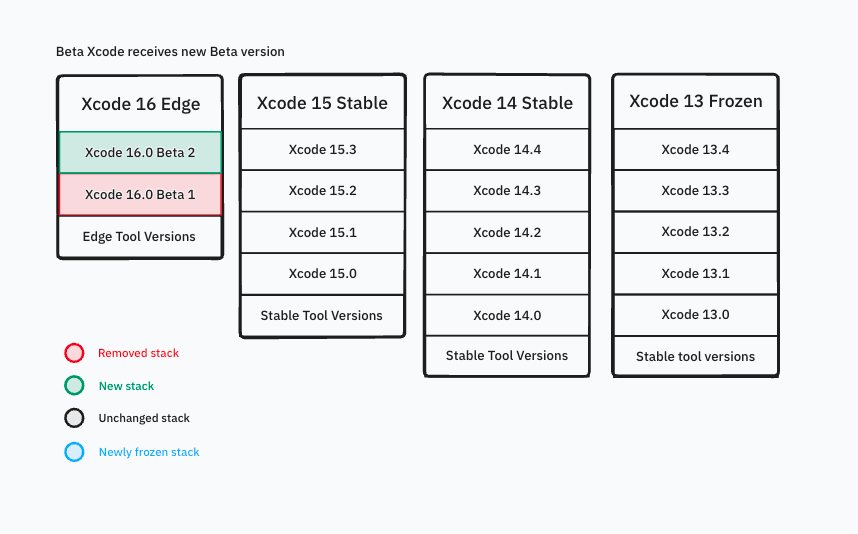 Beta Xcode receives new Beta version
Xcode 16 Edge
Xcode 16.0 Beta 2
Xcode 16.0 Beta 1
Edge Tool Versions
Xcode 15 Stable
Xcode 15.3
Xcode 15.2
Xcode 15.1
Xcode 15.0
Stable Tool Versions
Xcode 14 Stable
Xcode 14.4
Xcode 14.3
Xcode 14.2
Xcode 14.1
Xcode 14.0
Stable Tool Versions
Xcode 13 Frozen
Xcode 13.4
Xcode 13.3
Xcode 13.2
Xcode 13.1
Xcode 13.0
Stable tool versions
Removed stack
New stack
Unchanged stack
Newly frozen stack